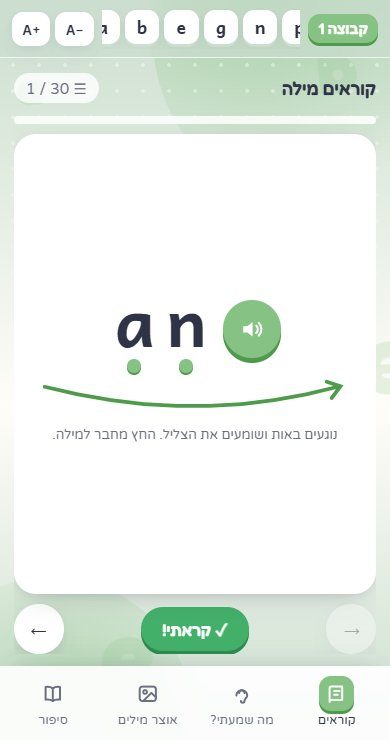 קבוצה 1
a b e g n p
A− A+
קוראים מילה
1 / 30 ☰
a n
נוגעים באות ושומעים את הצליל. החץ מחבר למילה.
→ ✓ קראתי! ←
קוראים
מה שמעתי?
אוצר מילים
סיפור